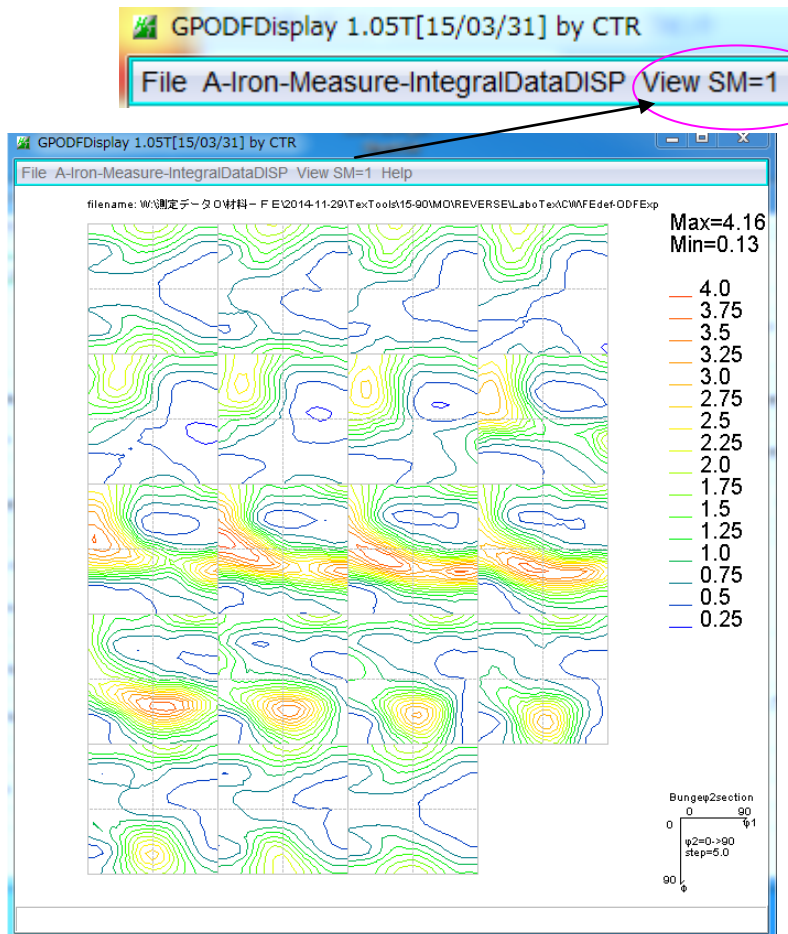 GPODFDisplay 1.05T[15/03/31] by CTR
File A-Iron-Measure-IntegralDataDISP View SM=1
GPODFDisplay 1.05T[15/03/31] by CTR
File A-Iron-Measure-IntegralDataDISP View SM=1 Help
filename: W:\測定データO\材料-FE\2014-11-29\TexTools\15-90\MO\REVERSE\LaboTex\CW\FEdef-ODFExp
Max=4.16
Min=0.13
4.0
3.75
3.5
3.25
3.0
2.75
2.5
2.25
2.0
1.75
1.5
1.25
1.0
0.75
0.5
0.25
Bungeφ2section
0 90
0 φ1
φ2=0->90
step=5.0
90
φ